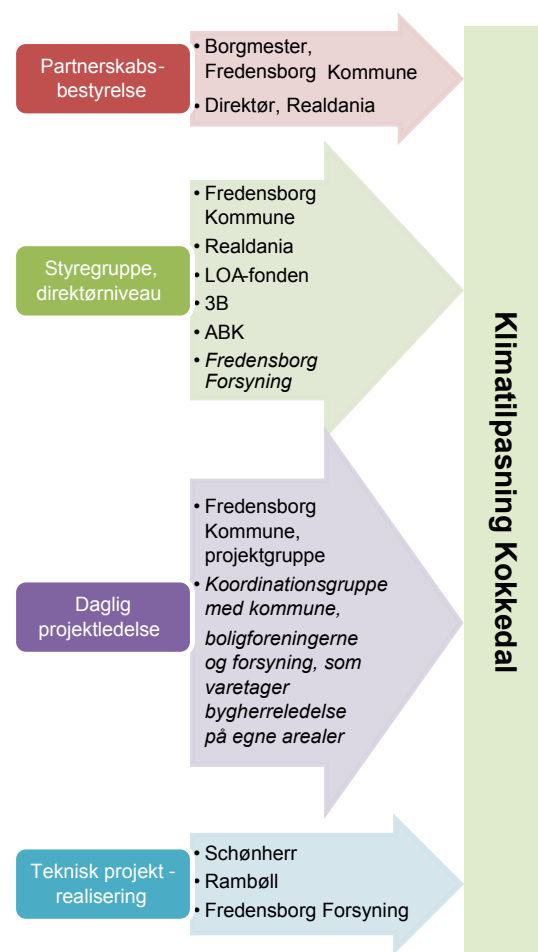 Partnerskabs-
bestyrelse
• Borgmester,
Fredensborg Kommune
• Direktør, Realdania
Styregruppe,
direktørniveau
• Fredensborg
Kommune
• Realdania
• LOA-fonden
• 3B
• ABK
• Fredensborg
Forsyning
Daglig
projektledelse
• Fredensborg
Kommune,
projektgruppe
• Koordinationsgruppe
med kommune,
boligforeningerne
og forsyning, som
varetager
bygherreledelse
på egne arealer
Teknisk projekt -
realisering
• Schønherr
• Rambøll
• Fredensborg Forsyning
Klimatilpasning Kokkedal